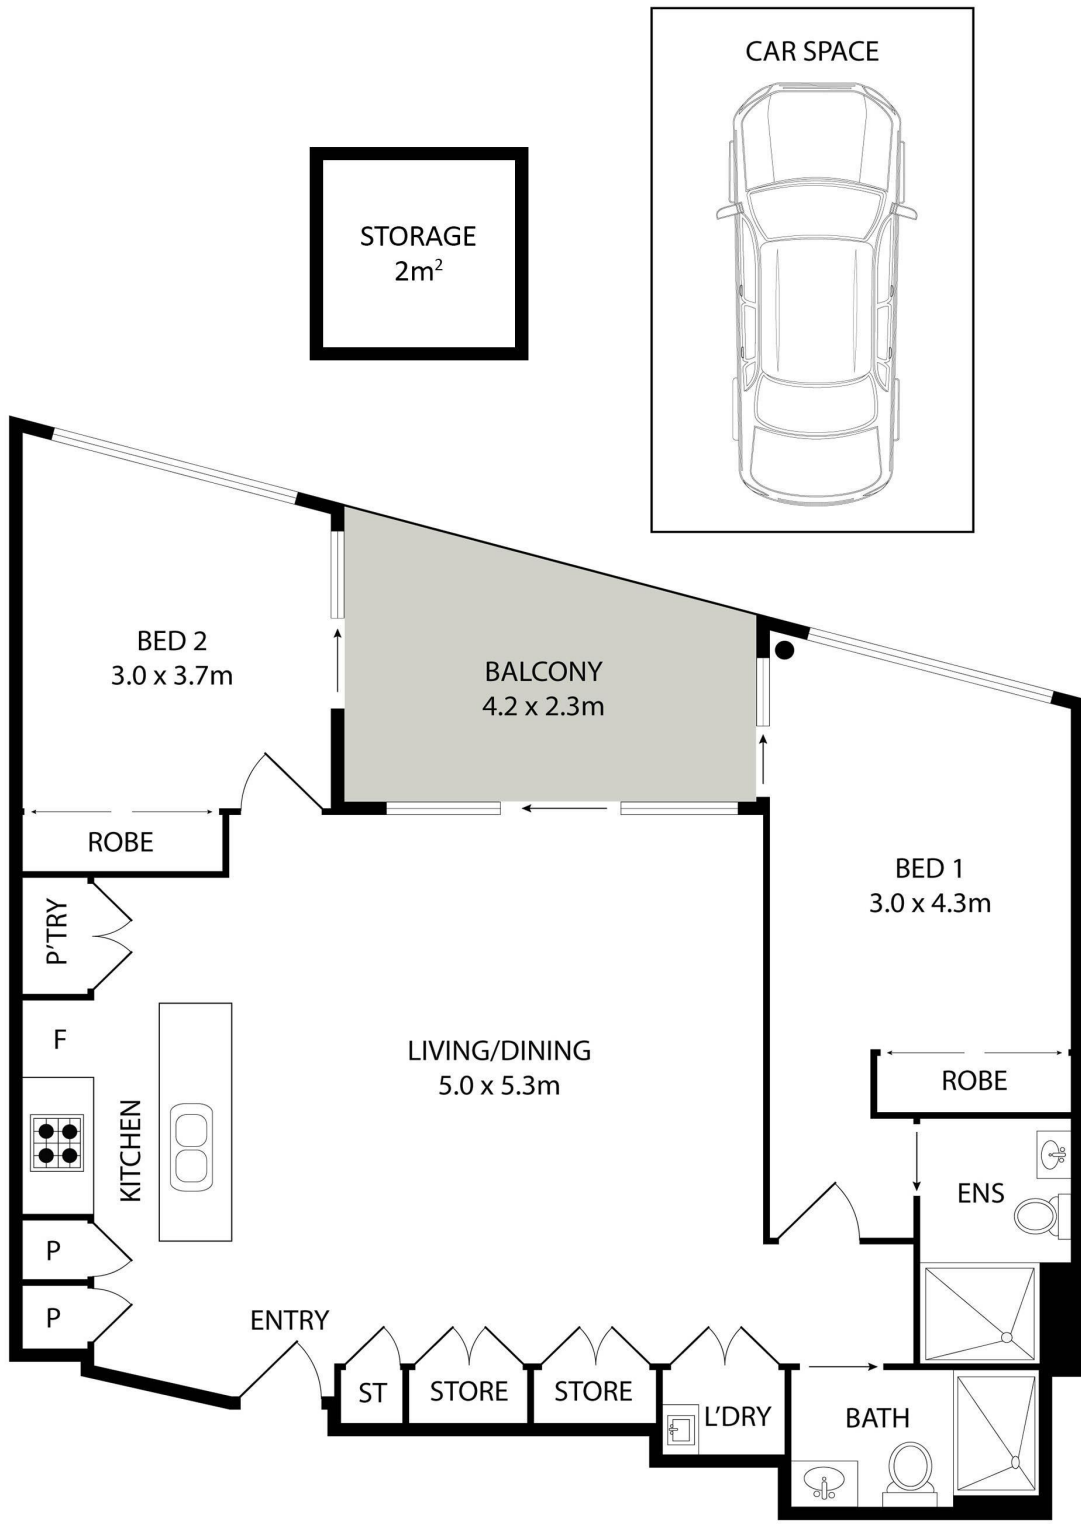 CAR SPACE
STORAGE
2m²
BED 2
3.0 x 3.7m
BALCONY
4.2 x 2.3m
ROBE
BED 1
3.0 x 4.3m
P'TRY
F
LIVING/DINING
5.0 x 5.3m
ROBE
KITCHEN
ENS
P
P
ENTRY
ST
STORE
STORE
L'DRY
BATH